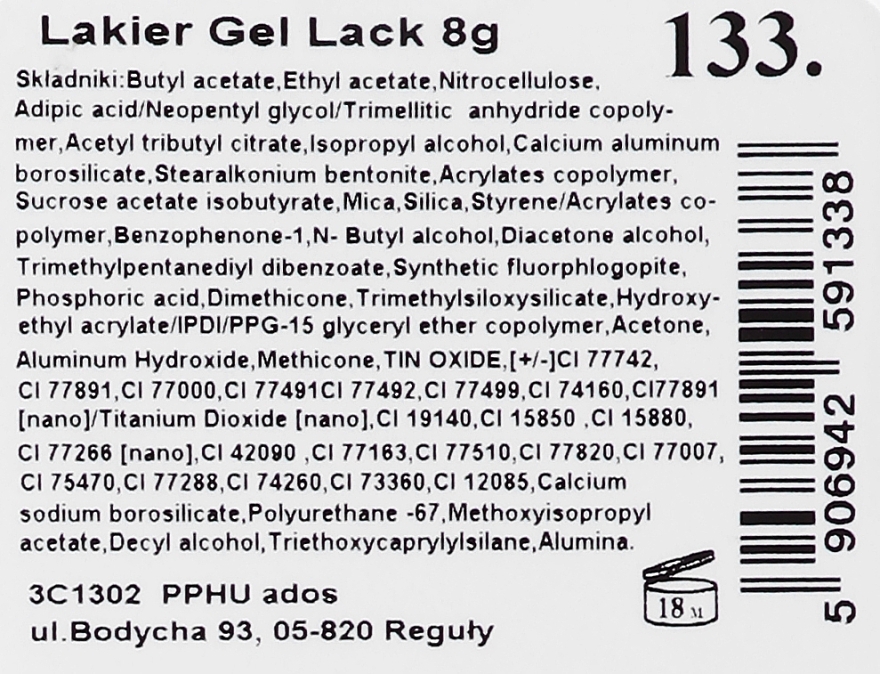 Lakier Gel Lack 8g
133.
Składniki:Butyl acetate,Ethyl acetate,Nitrocellulose,
Adipic acid/Neopentyl glycol/Trimellitic anhydride copoly-
mer,Acetyl tributyl citrate,Isopropyl alcohol,Calcium aluminum
borosilicate,Stearalkonium bentonite,Acrylates copolymer,
Sucrose acetate isobutyrate,Mica,Silica,Styrene/Acrylates co-
polymer,Benzophenone-1,N- Butyl alcohol,Diacetone alcohol,
Trimethylpentanediyl dibenzoate,Synthetic fluorphlogopite,
Phosphoric acid,Dimethicone,Trimethylsiloxysilicate,Hydroxy-
ethyl acrylate/IPDI/PPG-15 glyceryl ether copolymer,Acetone,
Aluminum Hydroxide,Methicone,TIN OXIDE,[+/-]CI 77742,
CI 77891,CI 77000,CI 77491CI 77492,CI 77499,CI 74160,CI77891
[nano]/Titanium Dioxide [nano],CI 19140,CI 15850 ,CI 15880,
CI 77266 [nano],CI 42090 ,CI 77163,CI 77510,CI 77820,CI 77007,
CI 75470,CI 77288,CI 74260,CI 73360,CI 12085,Calcium
sodium borosilicate,Polyurethane -67,Methoxyisopropyl
acetate,Decyl alcohol,Triethoxycaprylylsilane,Alumina.
3C1302 PPHU ados
ul.Bodycha 93, 05-820 Reguły
18 M
5 906942 591338